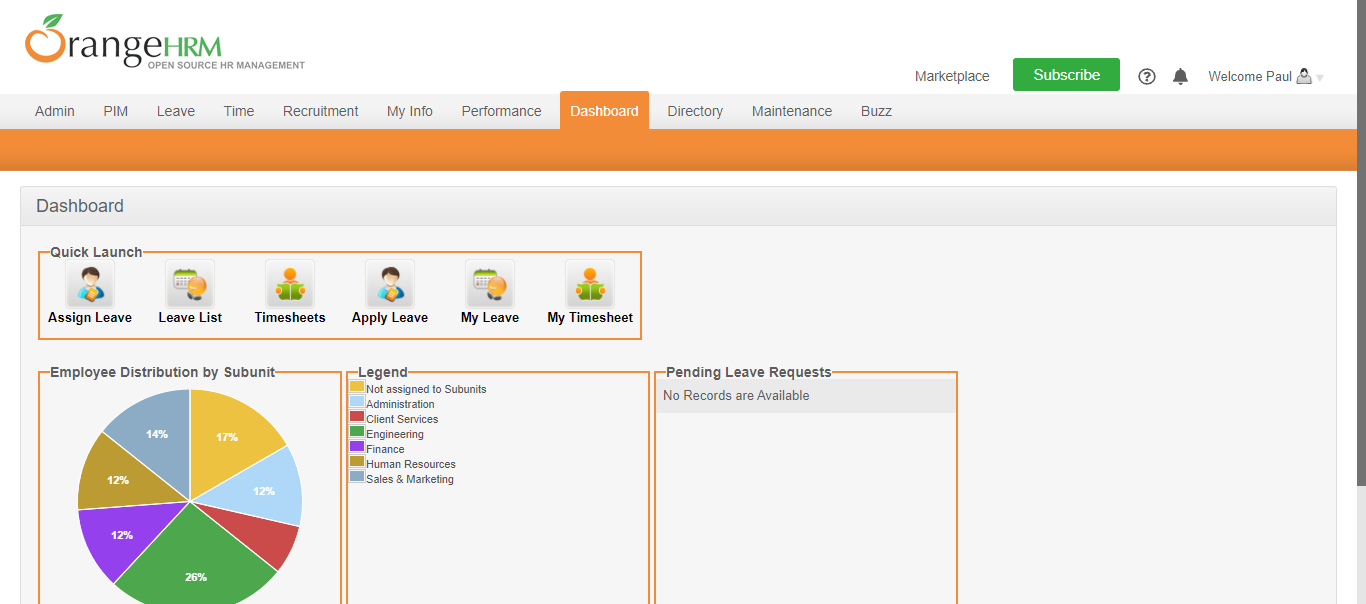 OrangeHRM
OPEN SOURCE HR MANAGEMENT
Marketplace Subscribe Welcome Paul
Admin PIM Leave Time Recruitment My Info Performance Dashboard Directory Maintenance Buzz
Dashboard
Quick Launch
Assign Leave Leave List Timesheets Apply Leave My Leave My Timesheet
Employee Distribution by Subunit
17%
12%
26%
12%
12%
14%
Legend
Not assigned to Subunits
Administration
Client Services
Engineering
Finance
Human Resources
Sales & Marketing
Pending Leave Requests
No Records are Available